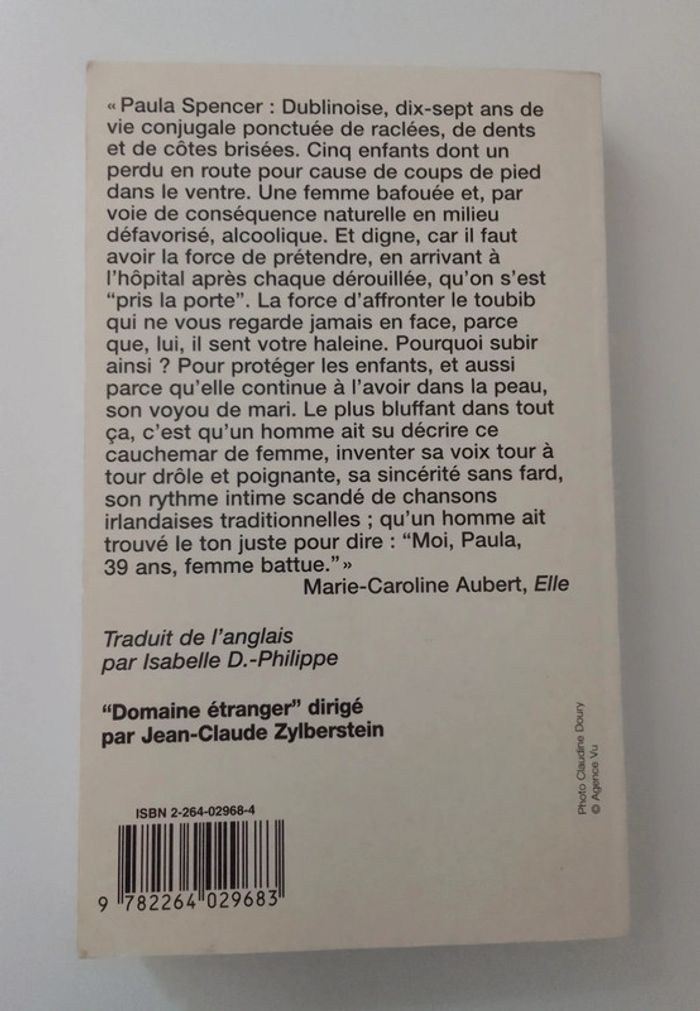 « Paula Spencer : Dublinoise, dix-sept ans de
vie conjugale ponctuée de raclées, de dents
et de côtes brisées. Cinq enfants dont un
perdu en route pour cause de coups de pied
dans le ventre. Une femme bafouée et, par
voie de conséquence naturelle en milieu
défavorisé, alcoolique. Et digne, car il faut
avoir la force de prétendre, en arrivant à
l'hôpital après chaque dérouillée, qu'on s'est
“pris la porte”. La force d'affronter le toubib
qui ne vous regarde jamais en face, parce
que, lui, il sent votre haleine. Pourquoi subir
ainsi ? Pour protéger les enfants, et aussi
parce qu'elle continue à l'avoir dans la peau,
son voyou de mari. Le plus bluffant dans tout
ça, c'est qu'un homme ait su décrire ce
cauchemar de femme, inventer sa voix tour à
tour drôle et poignante, sa sincérité sans fard,
son rythme intime scandé de chansons
irlandaises traditionnelles ; qu'un homme ait
trouvé le ton juste pour dire : “Moi, Paula,
39 ans, femme battue.” »
Marie-Caroline Aubert, Elle
Traduit de l'anglais
par Isabelle D.-Philippe
“Domaine étranger” dirigé
par Jean-Claude Zylberstein
Photo Claudine Doury
© Agence Vu
ISBN 2-264-02968-4
9 782264 029683